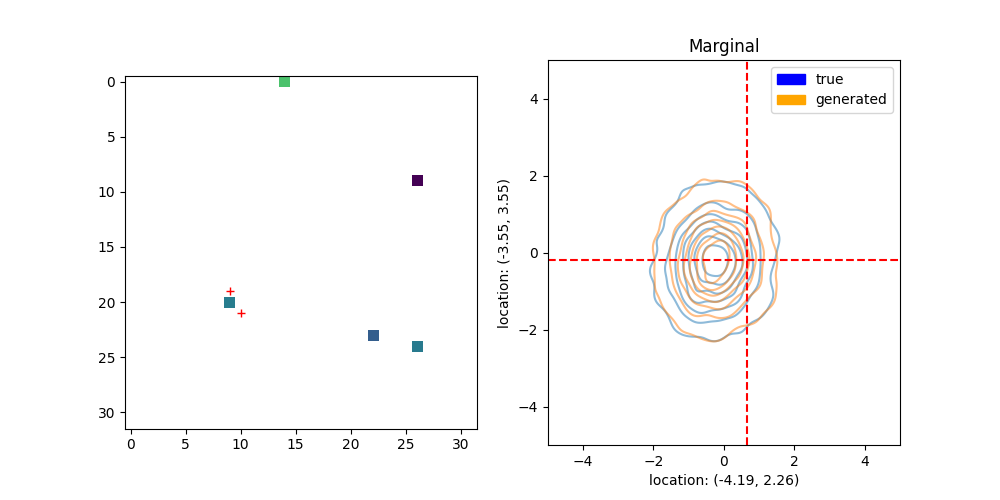 Marginal
0
5
10
15
20
25
30
0 5 10 15 20 25 30
true
generated
4
2
0
−2
−4
location: (-3.55, 3.55)
−4 −2 0 2 4
location: (-4.19, 2.26)